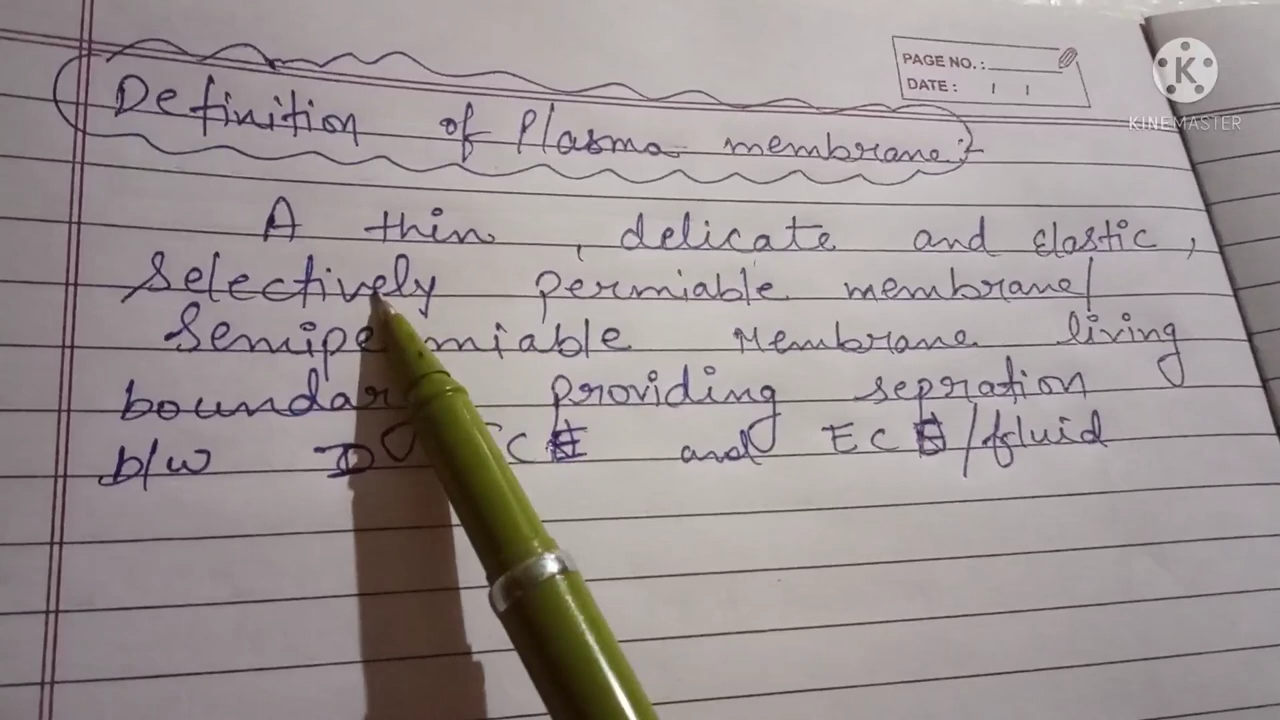 PAGE NO. :
DATE : / /
K
KINEMASTER
Definition of Plasma membrane:-
A thin , delicate and elastic ,
Selectively permiable membrane/
Semipe miable Membrane living
boundar providing sepration
b/w and EC /fluid